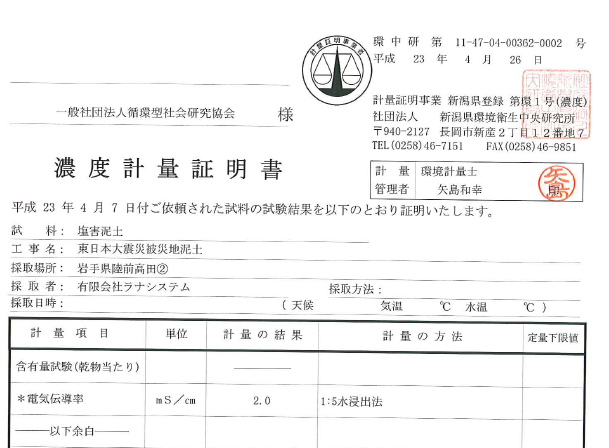 計量証明事業者
環中研第 11-47-04-00362-0002 号
平成 23 年 4 月 26 日
一般社団法人循環型社会研究協会 様
計量証明事業 新潟県登録 第環1号(濃度)
社団法人 新潟県環境衛生中央研究所
〒940-2127 長岡市新産2丁目12番地7
TEL(0258)46-7151 FAX(0258)46-9851
濃度計量証明書
計量 環境計量士
管理者 矢島和幸
平成 23 年 4 月 7 日付ご依頼された試料の試験結果を以下のとおり証明いたします。
試料: 塩害泥土
工事名: 東日本大震災被災地泥土
採取場所: 岩手県陸前高田②
採取者: 有限会社ラナシステム 採取方法:
採取日時: (天候 気温 ℃ 水温 ℃)
計量項目 単位 計量の結果 計量の方法 定量下限値
含有量試験(乾物当たり) ―――――
*電気伝導率 mS/cm 2.0 1:5水浸出法
―――以下余白―――